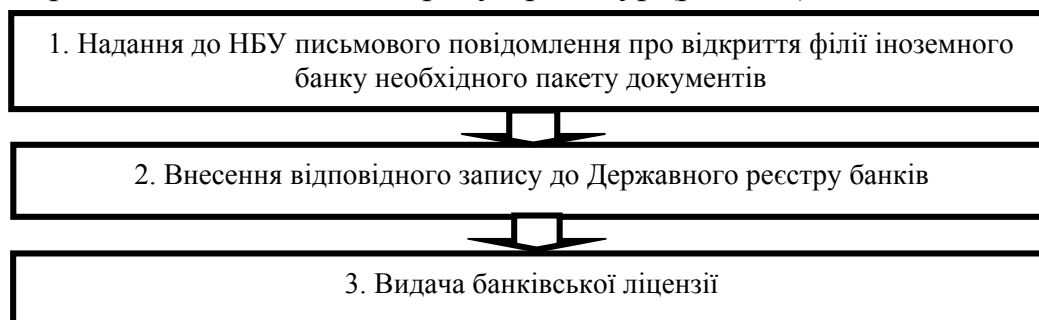 1. Надання до НБУ письмового повідомлення про відкриття філії іноземного
банку необхідного пакету документів
2. Внесення відповідного запису до Державного реєстру банків
3. Видача банківської ліцензії